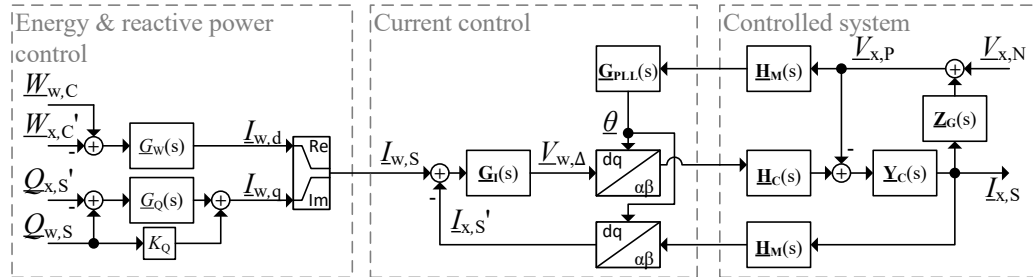 Energy & reactive power control
Current control
Controlled system
W_w,C
W_x,C'
-
G_W(s)
I_w,d
Q_x,S'
-
G_Q(s)
I_w,q
Q_w,S
K_Q
Re
Im
I_w,S
-
G_I(s)
V_w,Δ
I_x,S'
G_PLL(s)
θ
dq
αβ
dq
αβ
H_M(s)
V_x,P
V_x,N
Z_G(s)
H_C(s)
-
Y_C(s)
I_x,S
H_M(s)